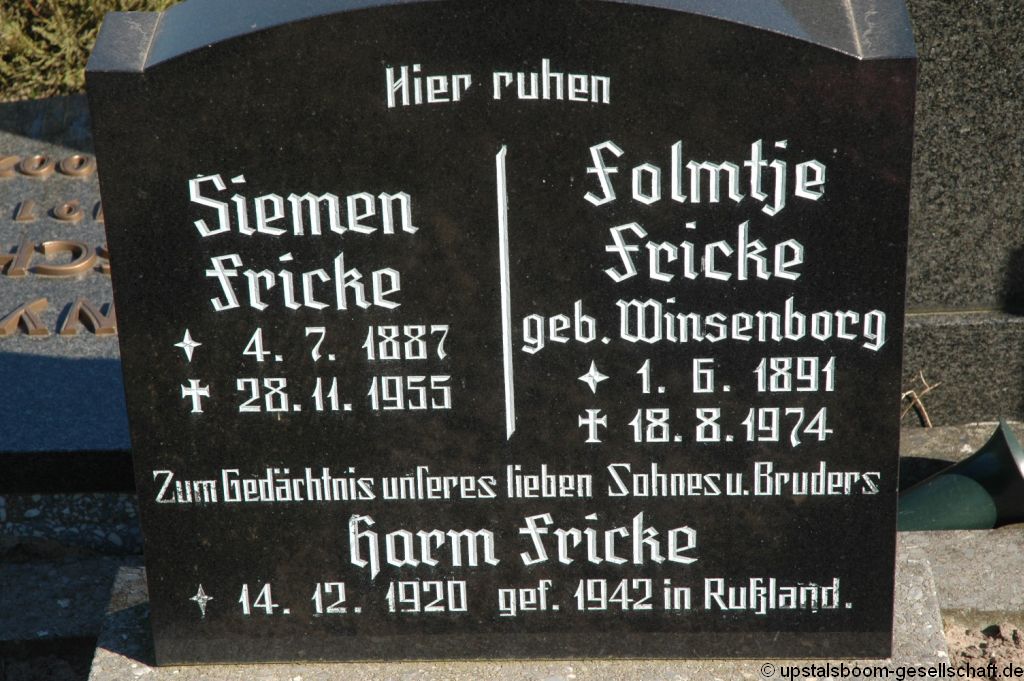 Hier ruhen
Siemen
Fricke
✦ 4. 7. 1887
✝ 28. 11. 1955
Folmtje
Fricke
geb. Winsenborg
✦ 1. 6. 1891
✝ 18. 8. 1974
Zum Gedächtnis unſeres lieben Sohnes u. Bruders
Harm Fricke
✦ 14. 12. 1920 gef. 1942 in Rußland.
© upstalsboom-gesellschaft.de